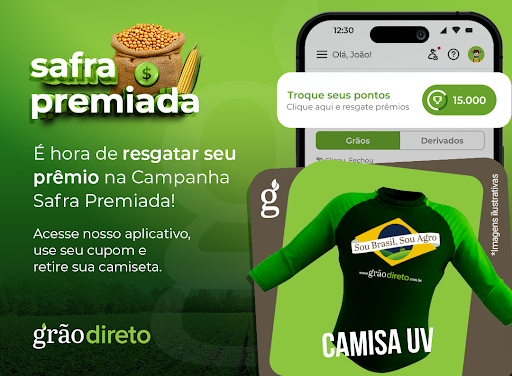 safra
premiada
$
É hora de resgatar seu
prêmio na Campanha
Safra Premiada!
Acesse nosso aplicativo,
use seu cupom e
retire sua camiseta.
grãodireto
12:30
Olá, João!
Troque seus pontos
Clique aqui e resgate prêmios
15.000
Grãos
Derivados
*Imagens ilustrativas
Sou Brasil, Sou Agro
www.grãodireto.com.br
CAMISA UV